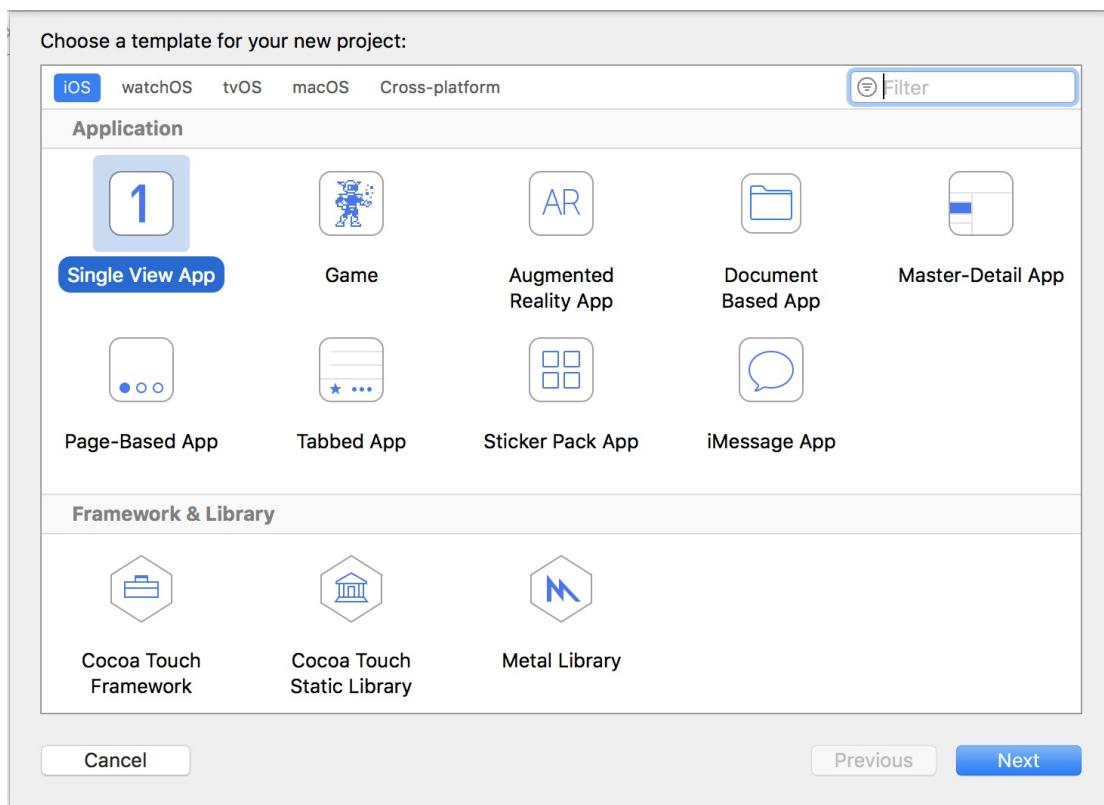 Choose a template for your new project:
iOS watchOS tvOS macOS Cross-platform Filter
Application
1 AR
Single View App Game Augmented Reality App Document Based App Master-Detail App
Page-Based App Tabbed App Sticker Pack App iMessage App
Framework & Library
Cocoa Touch Framework Cocoa Touch Static Library Metal Library
Cancel Previous Next